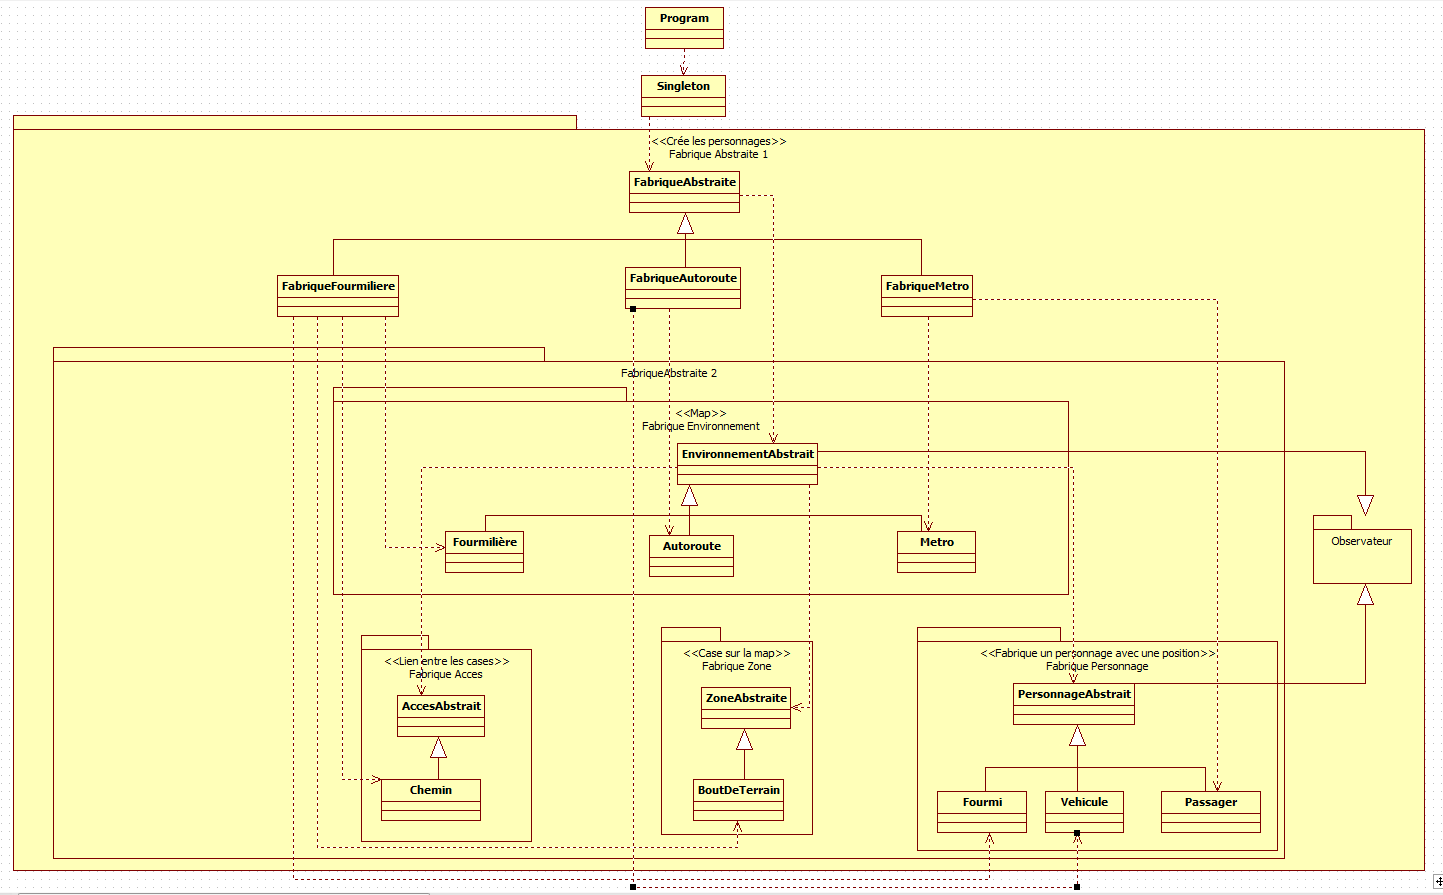 Program
Singleton
<<Crée les personnages>>
Fabrique Abstraite 1
FabriqueAbstraite
FabriqueFourmiliere
FabriqueAutoroute
FabriqueMetro
FabriqueAbstraite 2
<<Map>>
Fabrique Environnement
EnvironnementAbstrait
Fourmilière
Autoroute
Metro
Observateur
<<Lien entre les cases>>
Fabrique Acces
AccesAbstrait
Chemin
<<Case sur la map>>
Fabrique Zone
ZoneAbstraite
BoutDeTerrain
<<Fabrique un personnage avec une position>>
Fabrique Personnage
PersonnageAbstrait
Fourmi
Vehicule
Passager